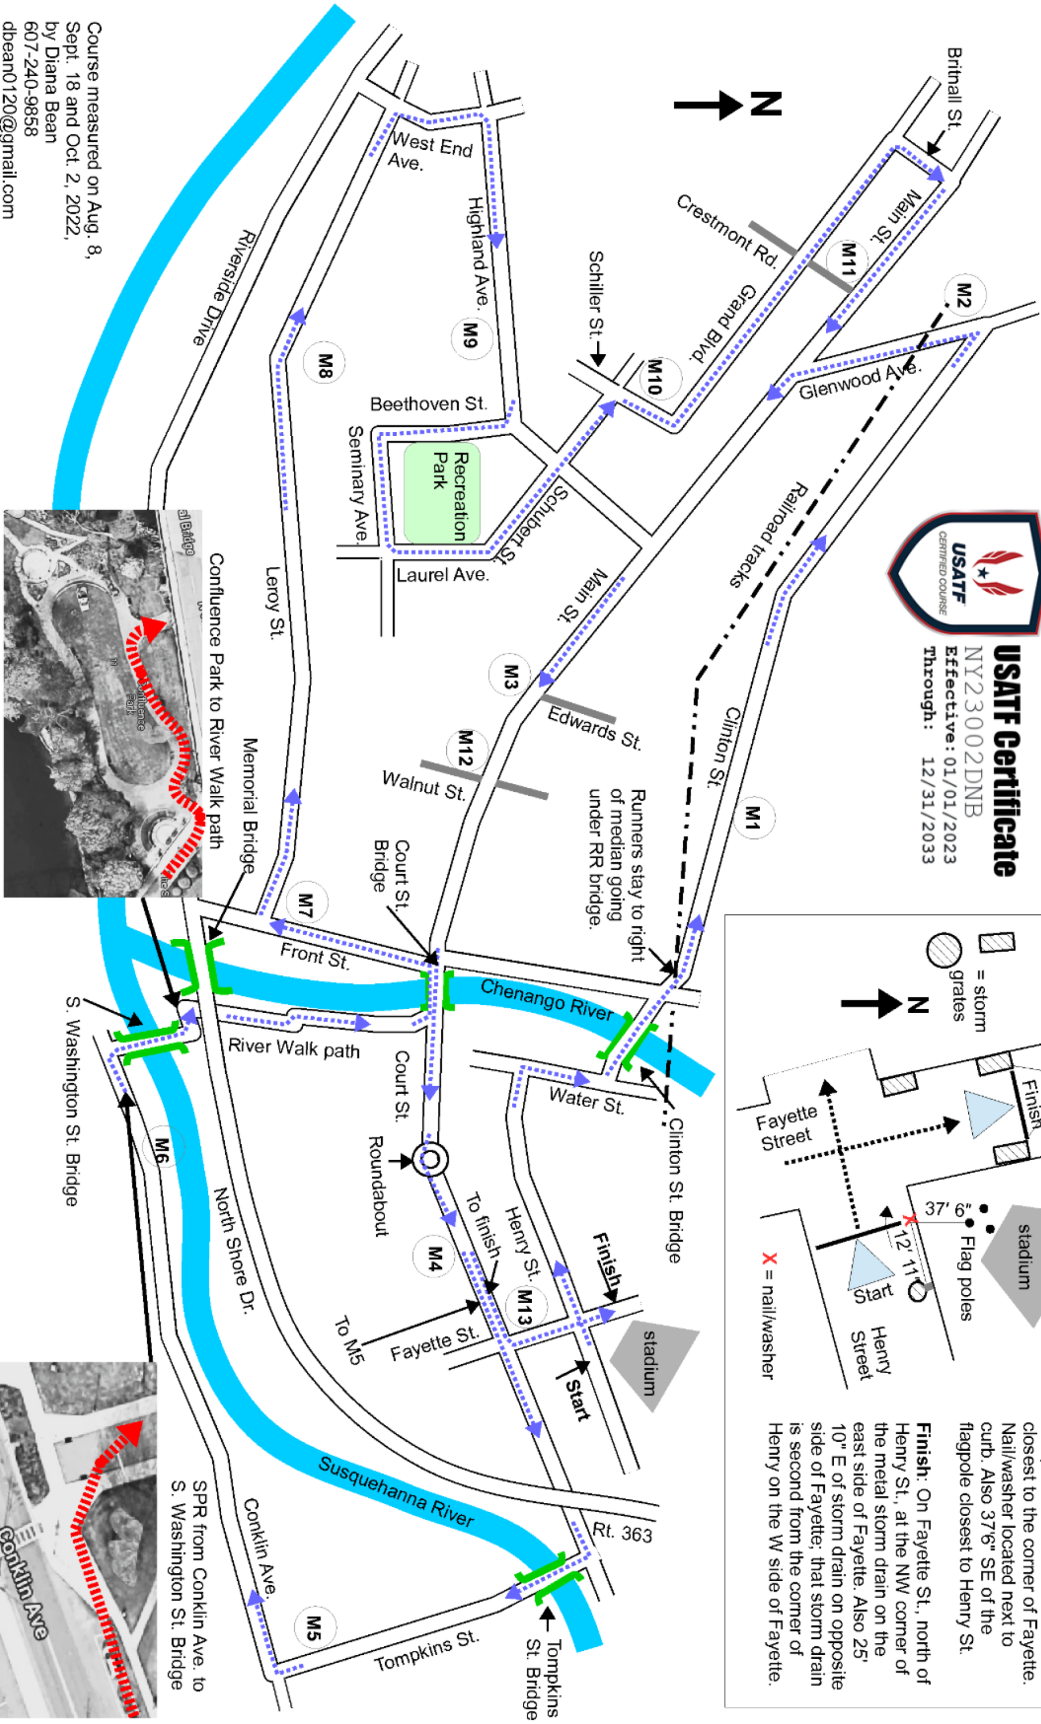 USATF
CERTIFIED COURSE
USATF Certificate
NY23002DNB
Effective: 01/01/2023
Through: 12/31/2033
= storm
grates
N
Finish
Fayette
Street
37' 6"
12' 11"
Flag poles
stadium
Start
Henry
Street
X = nail/washer
closest to the corner of Fayette.
Nail/washer located next to
curb. Also 37'6" SE of the
flagpole closest to Henry St.
Finish: On Fayette St., north of
Henry St., at the NW corner of
the metal storm drain on the
east side of Fayette. Also 25'
10" E of storm drain on opposite
side of Fayette; that storm drain
is second from the corner of
Henry on the W side of Fayette.
N
Britnall St.
Main St.
M11
M2
Crestmont Rd.
Grand Blvd.
Glenwood Ave.
Schiller St.
M10
Railroad tracks
West End
Ave.
Highland Ave.
M9
Beethoven St.
Seminary Ave.
Recreation
Park
Schubert St.
Laurel Ave.
Main St.
M3
Edwards St.
M12
Walnut St.
Clinton St.
M1
Runners stay to right
of median going
under RR bridge.
Riverside Drive
M8
Leroy St.
Confluence Park to River Walk path
Memorial Bridge
M7
Front St.
Court St.
Bridge
Chenango River
River Walk path
Court St.
Water St.
Clinton St. Bridge
Roundabout
S. Washington St. Bridge
M6
North Shore Dr.
M4
To finish
Henry St.
Finish
M13
To M5
Fayette St.
Start
stadium
Susquehanna River
Rt. 363
Conklin Ave.
M5
Tompkins St.
Tompkins
St. Bridge
SPR from Conklin Ave. to
S. Washington St. Bridge
Conklin Ave
Course measured on Aug. 8,
Sept. 18 and Oct. 2, 2022,
by Diana Bean
607-240-9858
dbean0120@gmail.com